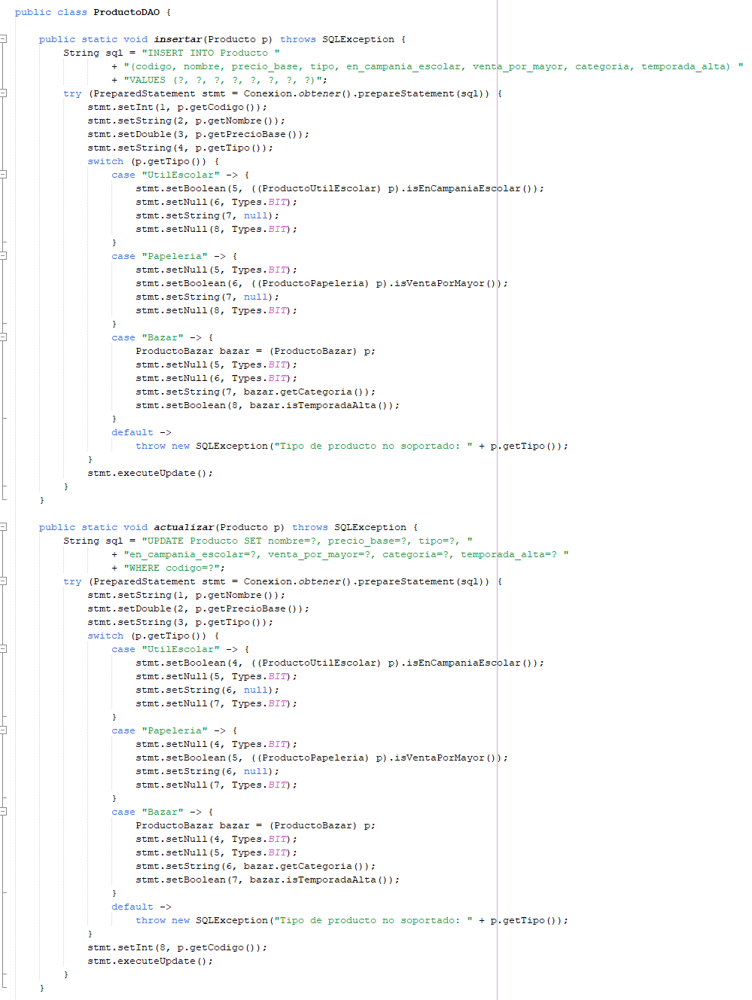 public class ProductoDAO {
public static void insertar(Producto p) throws SQLException {
String sql = "INSERT INTO Producto "
+ "(codigo, nombre, precio_base, tipo, en_campania_escolar, venta_por_mayor, categoria, temporada_alta) "
+ "VALUES (?, ?, ?, ?, ?, ?, ?, ?)";
try (PreparedStatement stmt = Conexion.obtener().prepareStatement(sql)) {
stmt.setInt(1, p.getCodigo());
stmt.setString(2, p.getNombre());
stmt.setDouble(3, p.getPrecioBase());
stmt.setString(4, p.getTipo());
switch (p.getTipo()) {
case "UtilEscolar" -> {
stmt.setBoolean(5, ((ProductoUtilEscolar) p).isEnCampaniaEscolar());
stmt.setNull(6, Types.BIT);
stmt.setString(7, null);
stmt.setNull(8, Types.BIT);
}
case "Papeleria" -> {
stmt.setNull(5, Types.BIT);
stmt.setBoolean(6, ((ProductoPapeleria) p).isVentaPorMayor());
stmt.setString(7, null);
stmt.setNull(8, Types.BIT);
}
case "Bazar" -> {
ProductoBazar bazar = (ProductoBazar) p;
stmt.setNull(5, Types.BIT);
stmt.setNull(6, Types.BIT);
stmt.setString(7, bazar.getCategoria());
stmt.setBoolean(8, bazar.isTemporadaAlta());
}
default ->
throw new SQLException("Tipo de producto no soportado: " + p.getTipo());
}
stmt.executeUpdate();
}
}
public static void actualizar(Producto p) throws SQLException {
String sql = "UPDATE Producto SET nombre=?, precio_base=?, tipo=?, "
+ "en_campania_escolar=?, venta_por_mayor=?, categoria=?, temporada_alta=? "
+ "WHERE codigo=?";
try (PreparedStatement stmt = Conexion.obtener().prepareStatement(sql)) {
stmt.setString(1, p.getNombre());
stmt.setDouble(2, p.getPrecioBase());
stmt.setString(3, p.getTipo());
switch (p.getTipo()) {
case "UtilEscolar" -> {
stmt.setBoolean(4, ((ProductoUtilEscolar) p).isEnCampaniaEscolar());
stmt.setNull(5, Types.BIT);
stmt.setString(6, null);
stmt.setNull(7, Types.BIT);
}
case "Papeleria" -> {
stmt.setNull(4, Types.BIT);
stmt.setBoolean(5, ((ProductoPapeleria) p).isVentaPorMayor());
stmt.setString(6, null);
stmt.setNull(7, Types.BIT);
}
case "Bazar" -> {
ProductoBazar bazar = (ProductoBazar) p;
stmt.setNull(4, Types.BIT);
stmt.setNull(5, Types.BIT);
stmt.setString(6, bazar.getCategoria());
stmt.setBoolean(7, bazar.isTemporadaAlta());
}
default ->
throw new SQLException("Tipo de producto no soportado: " + p.getTipo());
}
stmt.setInt(8, p.getCodigo());
stmt.executeUpdate();
}
}